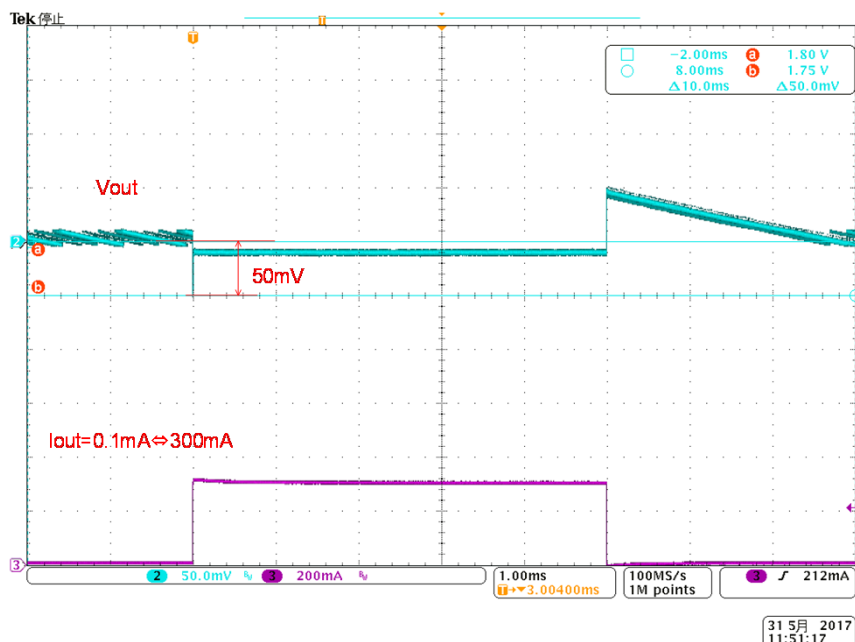 Tek 停止
T
T
-2.00ms a 1.80 V
8.00ms b 1.75 V
Δ10.0ms Δ50.0mV
Vout
2
a
50mV
b
Iout=0.1mA⇔300mA
3
2 50.0mV BW 3 200mA BW
1.00ms
T→▼3.00400ms
100MS/s
1M points
3 ʃ 212mA
31 5月 2017
11:51:17